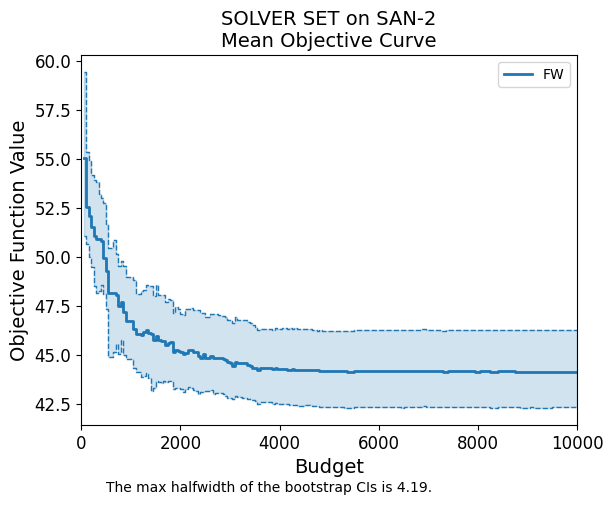 SOLVER SET on SAN-2
Mean Objective Curve
FW
Objective Function Value
60.0
57.5
55.0
52.5
50.0
47.5
45.0
42.5
0
2000
4000
6000
8000
10000
Budget
The max halfwidth of the bootstrap CIs is 4.19.